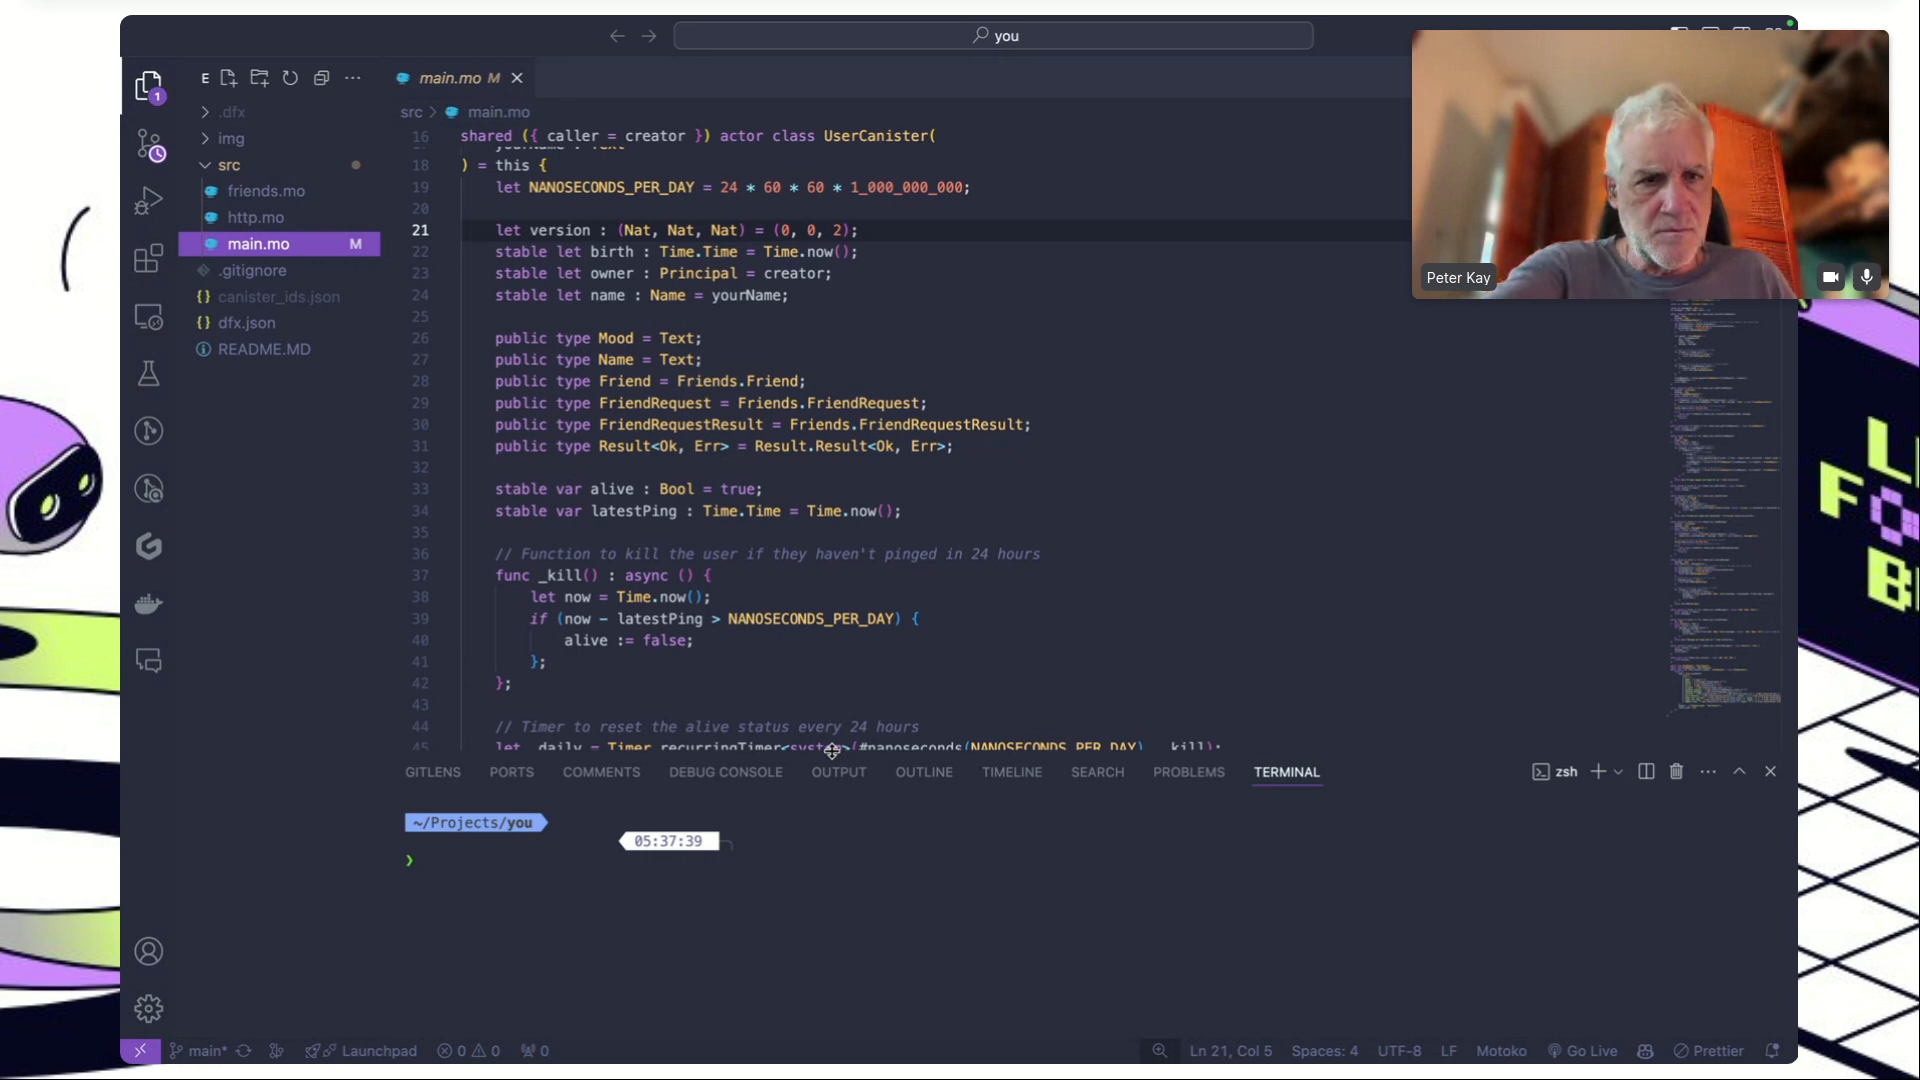 you
E
main.mo M
.dfx
src
main.mo
img
16 shared ({ caller = creator }) actor class UserCanister(
src
18 ) = this {
friends.mo
19 let NANOSECONDS_PER_DAY = 24 * 60 * 60 * 1_000_000_000;
http.mo
20
main.mo M
21 let version : (Nat, Nat, Nat) = (0, 0, 2);
22 stable let birth : Time.Time = Time.now();
.gitignore
23 stable let owner : Principal = creator;
canister_ids.json
24 stable let name : Name = yourName;
dfx.json
25
26 public type Mood = Text;
README.MD
27 public type Name = Text;
28 public type Friend = Friends.Friend;
29 public type FriendRequest = Friends.FriendRequest;
30 public type FriendRequestResult = Friends.FriendRequestResult;
31 public type Result<Ok, Err> = Result.Result<Ok, Err>;
32
33 stable var alive : Bool = true;
34 stable var latestPing : Time.Time = Time.now();
35
36 // Function to kill the user if they haven't pinged in 24 hours
37 func _kill() : async () {
38 let now = Time.now();
39 if (now - latestPing > NANOSECONDS_PER_DAY) {
40 alive := false;
41 };
42 };
43
44 // Timer to reset the alive status every 24 hours
45 let _daily = Timer.recurringTimer<system>(#nanoseconds(NANOSECONDS_PER_DAY), _kill);
Peter Kay
GITLENS PORTS COMMENTS DEBUG CONSOLE OUTPUT OUTLINE TIMELINE SEARCH PROBLEMS TERMINAL
zsh
~/Projects/you
05:37:39
❯
main* Launchpad 0 0 0
Ln 21, Col 5 Spaces: 4 UTF-8 LF Motoko Go Live Prettier